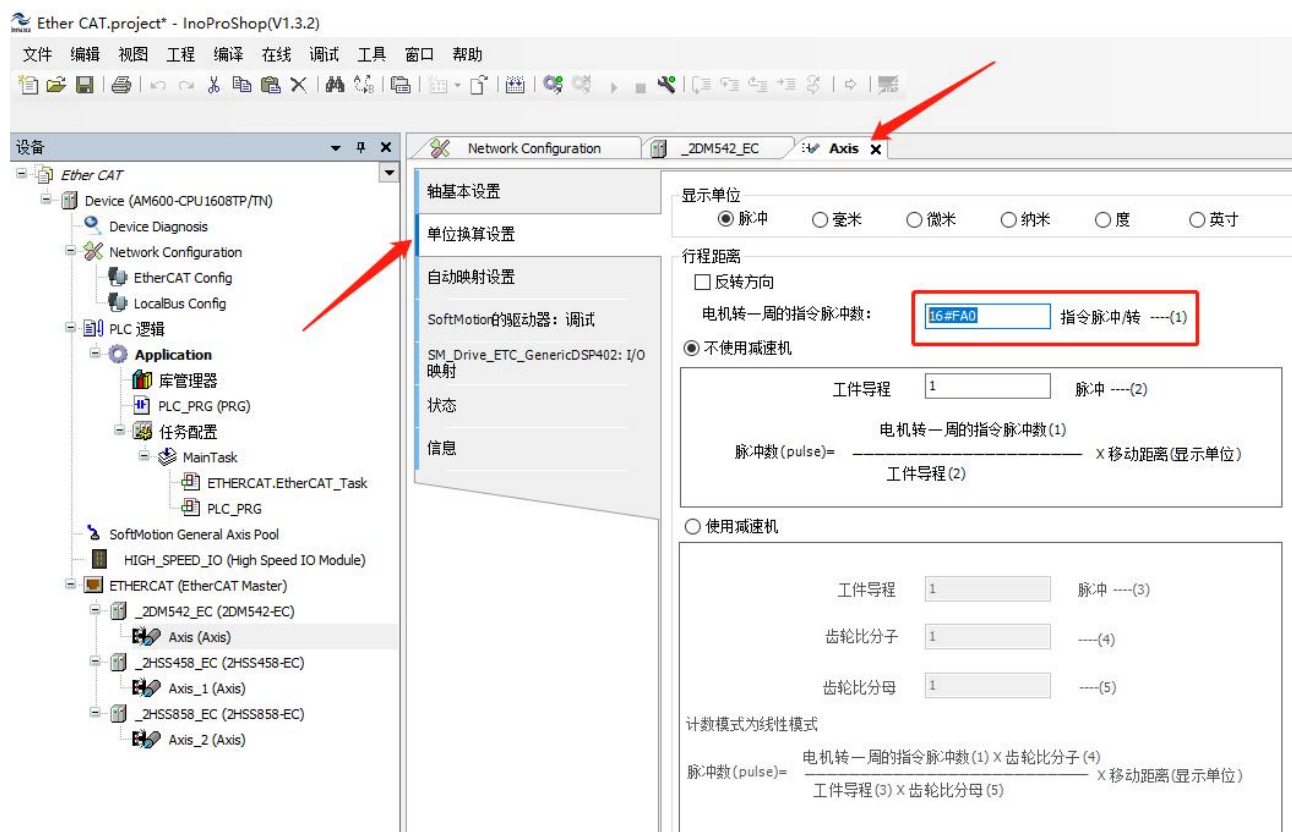 Ether CAT.project* - InoProShop(V1.3.2)
文件 编辑 视图 工程 编译 在线 调试 工具 窗口 帮助
设备
Ether CAT
Device (AM600-CPU1608TP/TN)
Device Diagnosis
Network Configuration
EtherCAT Config
LocalBus Config
PLC 逻辑
Application
库管理器
PLC_PRG (PRG)
任务配置
MainTask
ETHERCAT.EtherCAT_Task
PLC_PRG
SoftMotion General Axis Pool
HIGH_SPEED_IO (High Speed IO Module)
ETHERCAT (EtherCAT Master)
_2DM542_EC (2DM542-EC)
Axis (Axis)
_2HSS458_EC (2HSS458-EC)
Axis_1 (Axis)
_2HSS858_EC (2HSS858-EC)
Axis_2 (Axis)
Network Configuration _2DM542_EC Axis
轴基本设置
单位换算设置
自动映射设置
SoftMotion的驱动器：调试
SM_Drive_ETC_GenericDSP402: I/O
映射
状态
信息
显示单位
脉冲 毫米 微米 纳米 度 英寸
行程距离
反转方向
电机转一周的指令脉冲数： 16#FA0 指令脉冲/转 ----(1)
不使用减速机
工件导程 1 脉冲 ----(2)
电机转一周的指令脉冲数(1)
脉冲数(pulse)= X 移动距离(显示单位)
工件导程(2)
使用减速机
工件导程 1 脉冲 ----(3)
齿轮比分子 1 ----(4)
齿轮比分母 1 ----(5)
计数模式为线性模式
电机转一周的指令脉冲数(1) X 齿轮比分子(4)
脉冲数(pulse)= X 移动距离(显示单位)
工件导程(3) X 齿轮比分母(5)